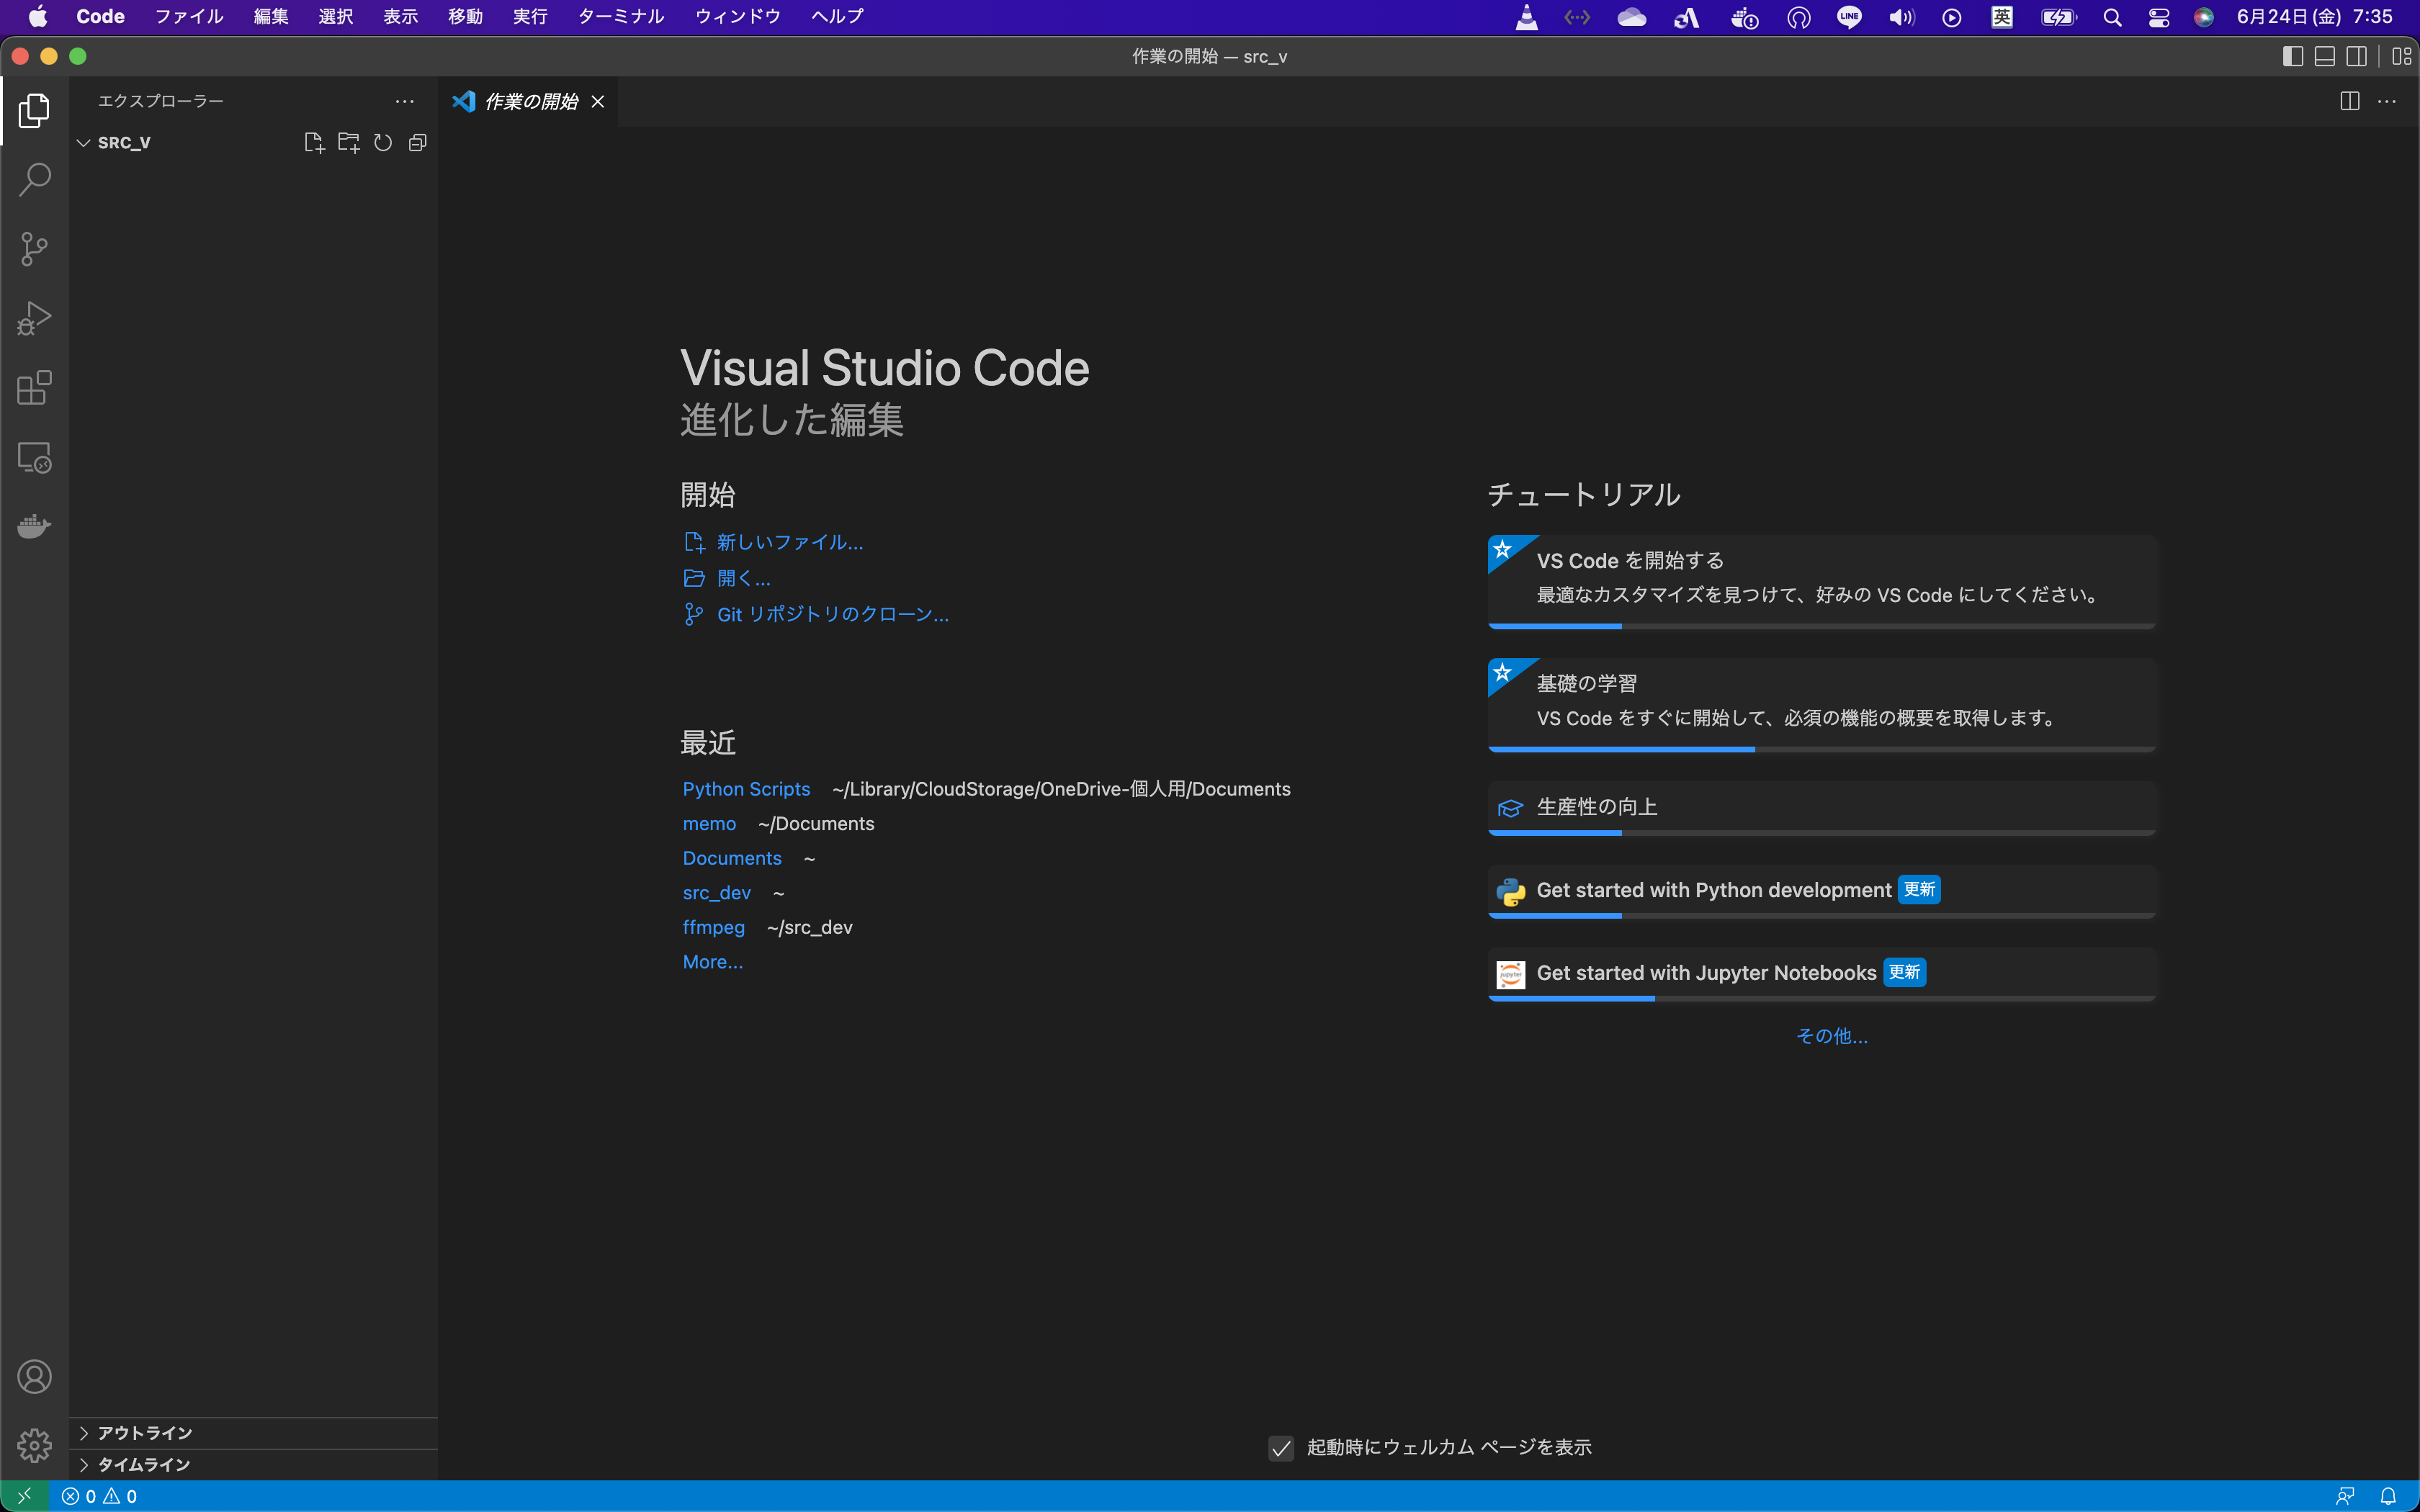 Code ファイル 編集 選択 表示 移動 実行 ターミナル ウィンドウ ヘルプ LINE 英 6月24日(金) 7:35
作業の開始 — src_v
エクスプローラー
作業の開始
SRC_V
Visual Studio Code
進化した編集
開始
新しいファイル...
開く...
Git リポジトリのクローン...
最近
Python Scripts ~/Library/CloudStorage/OneDrive-個人用/Documents
memo ~/Documents
Documents ~
src_dev ~
ffmpeg ~/src_dev
More...
チュートリアル
VS Code を開始する
最適なカスタマイズを見つけて、好みの VS Code にしてください。
基礎の学習
VS Code をすぐに開始して、必須の機能の概要を取得します。
生産性の向上
Get started with Python development 更新
jupyter
Get started with Jupyter Notebooks 更新
その他...
起動時にウェルカム ページを表示
アウトライン
タイムライン
0 0